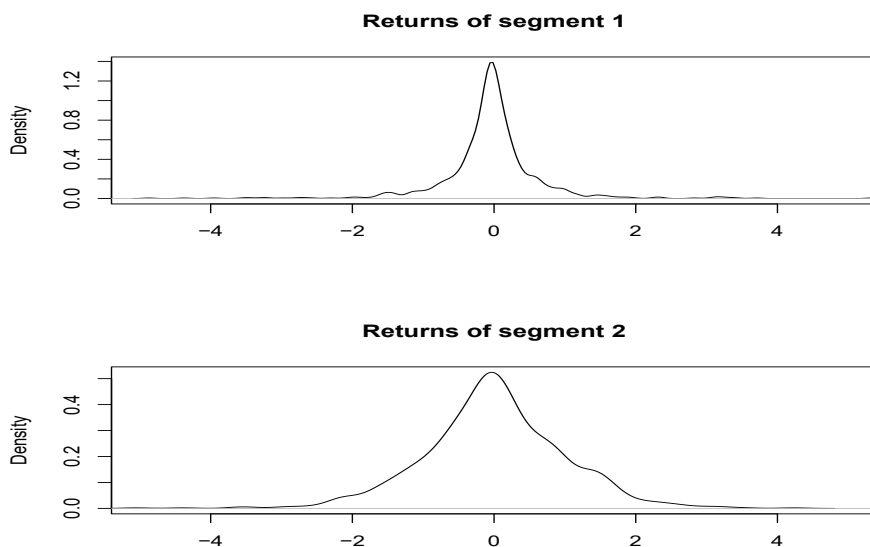 Returns of segment 1
Density
0.0 0.4 0.8 1.2
−4 −2 0 2 4
Returns of segment 2
Density
0.0 0.2 0.4
−4 −2 0 2 4